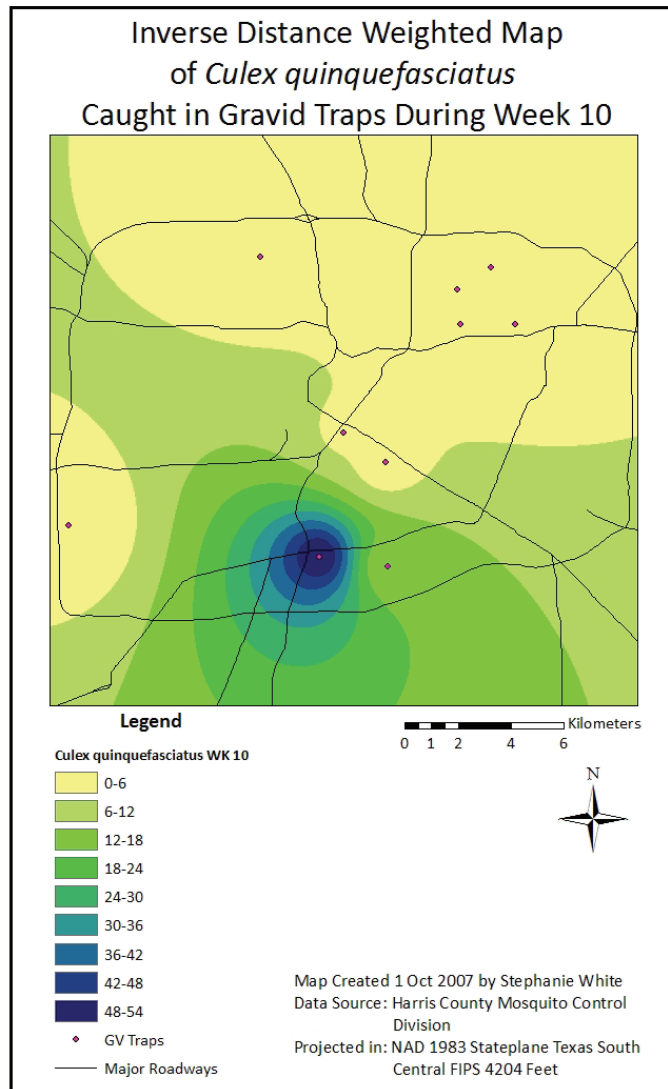 Inverse Distance Weighted Map
of Culex quinquefasciatus
Caught in Gravid Traps During Week 10
Legend
Kilometers
0 1 2 4 6
Culex quinquefasciatus WK 10
0-6
6-12
12-18
18-24
24-30
30-36
36-42
42-48
48-54
GV Traps
Major Roadways
N
Map Created 1 Oct 2007 by Stephanie White
Data Source: Harris County Mosquito Control
Division
Projected in: NAD 1983 Stateplane Texas South
Central FIPS 4204 Feet